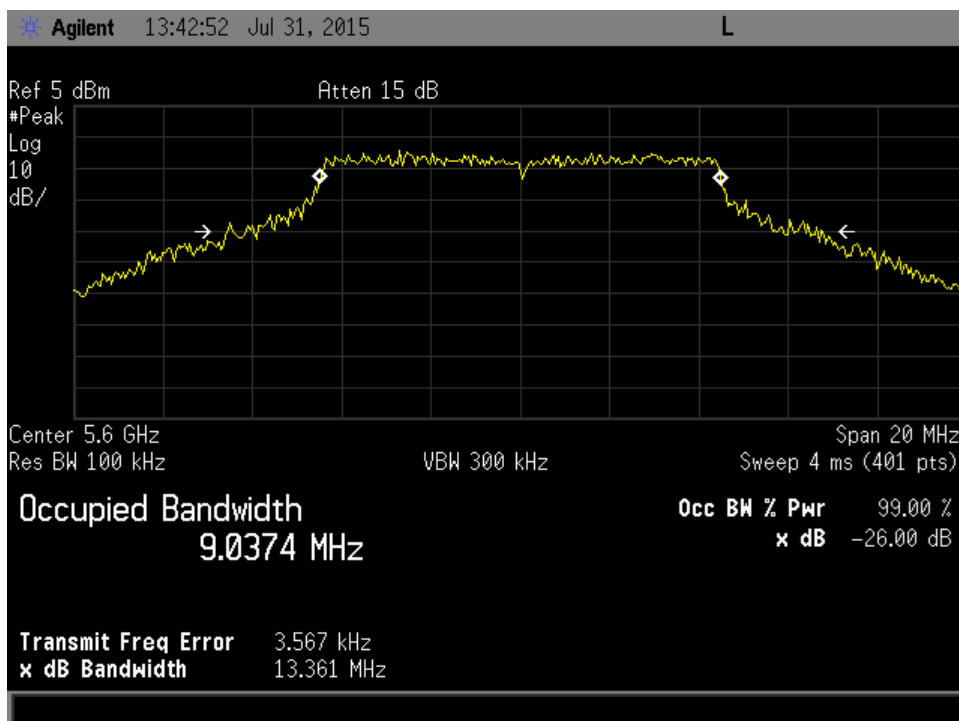 Agilent 13:42:52 Jul 31, 2015 L
Ref 5 dBm Atten 15 dB
#Peak
Log
10
dB/
Center 5.6 GHz Span 20 MHz
Res BW 100 kHz VBW 300 kHz Sweep 4 ms (401 pts)
Occupied Bandwidth Occ BW % Pwr 99.00 %
9.0374 MHz x dB -26.00 dB
Transmit Freq Error 3.567 kHz
x dB Bandwidth 13.361 MHz